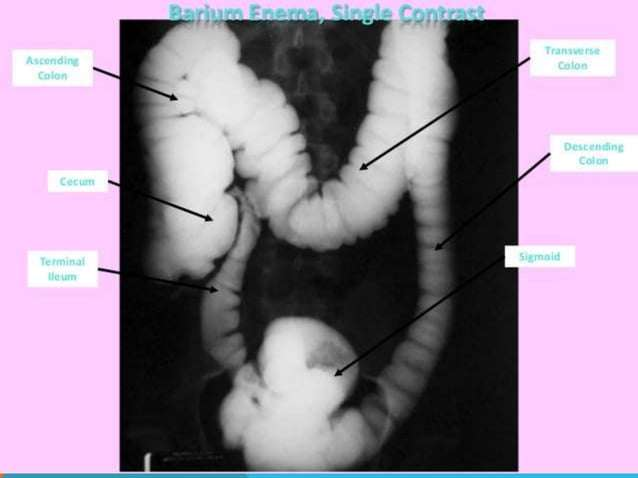 Barium Enema, Single Contrast
Ascending
Colon
Transverse
Colon
Descending
Colon
Cecum
Terminal
Ileum
Sigmoid